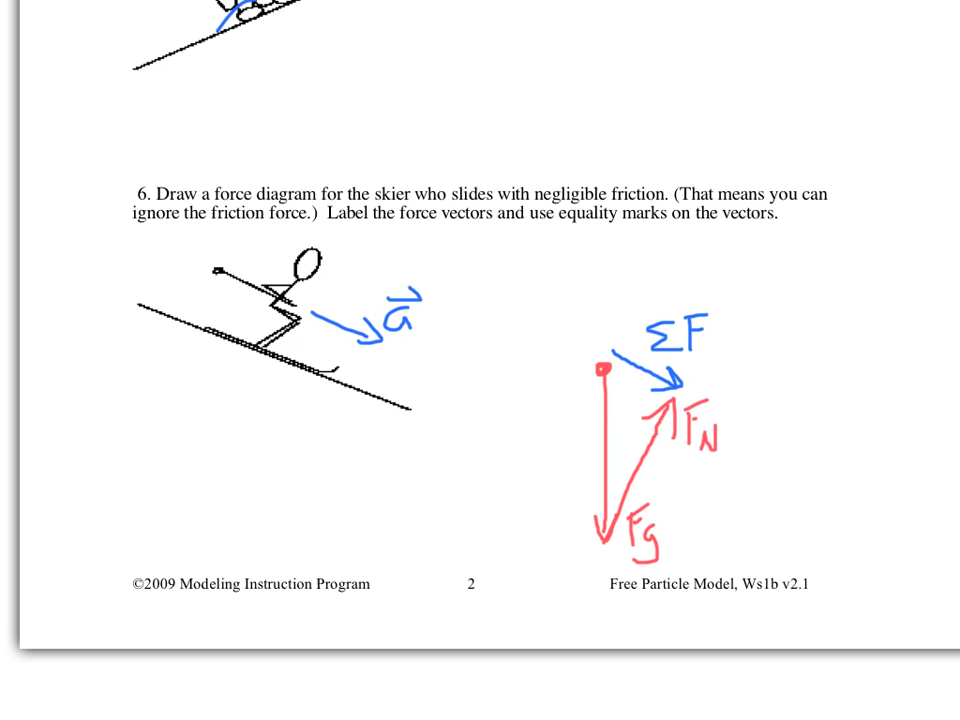 6. Draw a force diagram for the skier who slides with negligible friction. (That means you can
ignore the friction force.)  Label the force vectors and use equality marks on the vectors.
a⃗
ΣF
FN
Fg
©2009 Modeling Instruction Program
2
Free Particle Model, Ws1b v2.1